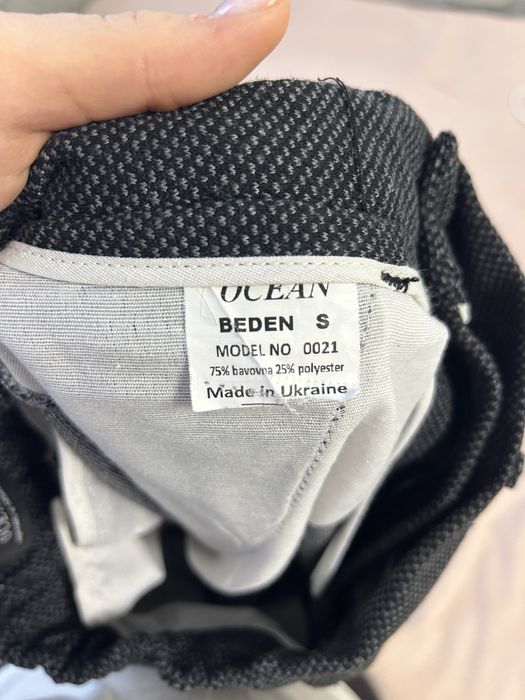 OCEAN
BEDEN S
MODEL NO 0021
75% bavovna 25% polyester
Made in Ukraine